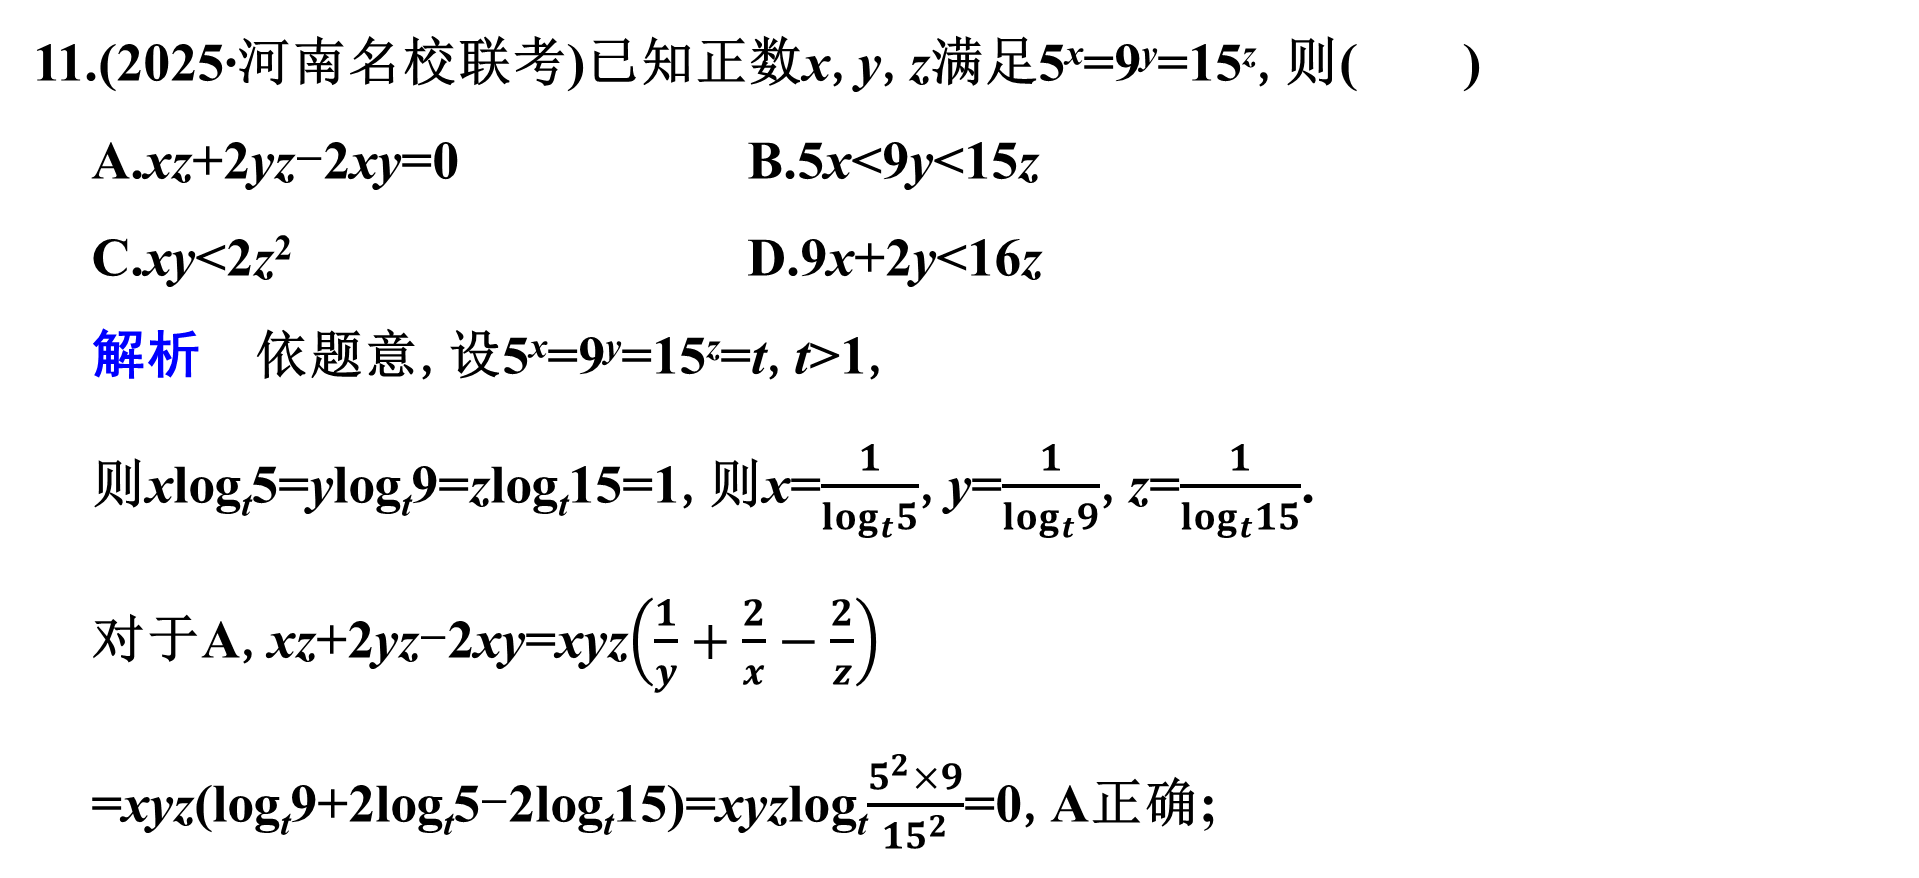 11.(2025·河南名校联考)已知正数x, y, z满足5^x=9^y=15^z, 则(　　)
A.xz+2yz−2xy=0　　B.5x<9y<15z
C.xy<2z²　　D.9x+2y<16z
解析　依题意, 设5^x=9^y=15^z=t, t>1,
则xlog_t5=ylog_t9=zlog_t15=1, 则x=1/(log_t5), y=1/(log_t9), z=1/(log_t15).
对于A, xz+2yz−2xy=xyz(1/y + 2/x − 2/z)
=xyz(log_t9+2log_t5−2log_t15)=xyzlog_t (5²×9)/(15²)=0, A正确;